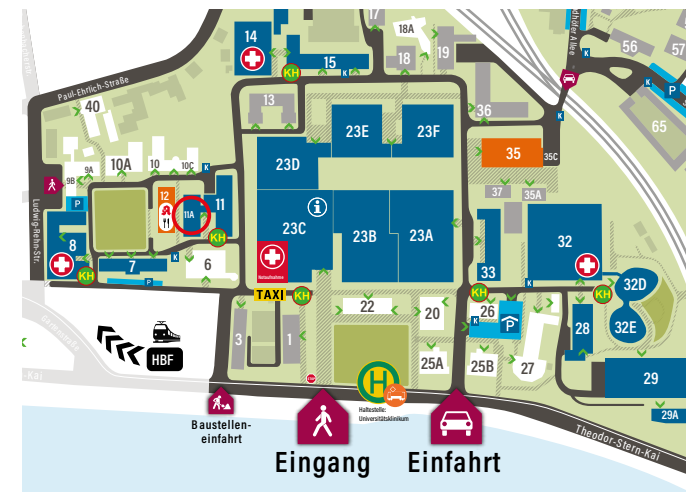 17
18A
14
KH
15
K
18
19
56
57
K
P
Paul-Ehrlich-Straße
40
13
36
65
23E
23F
35
35C
9A
9B
10A
10
10C
K
23D
37
35A
P
12
11A
11
i
23C
23B
23A
32
Ludwig-Rehn-Str.
8
7
KH
K
6
Notaufnahme
33
32D
KH
P
TAXI
KH
KH
KH
22
20
26
P
K
28
32E
3
1
HBF
25A
25B
27
29
STOP
H
29A
Haltestelle:
Universitätsklinikum
Baustellen-
einfahrt
Theodor-Stern-Kai
Eingang
Einfahrt